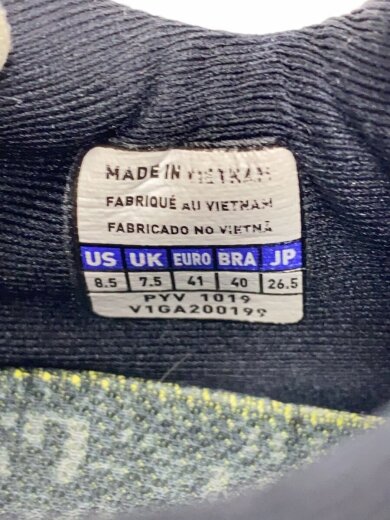 MADE IN VIETNAM
FABRIQUÉ AU VIETNAM
FABRICADO NO VIETNÃ
US UK EURO BRA JP
8.5 7.5 41 40 26.5
PYV 1019
V1GA200199